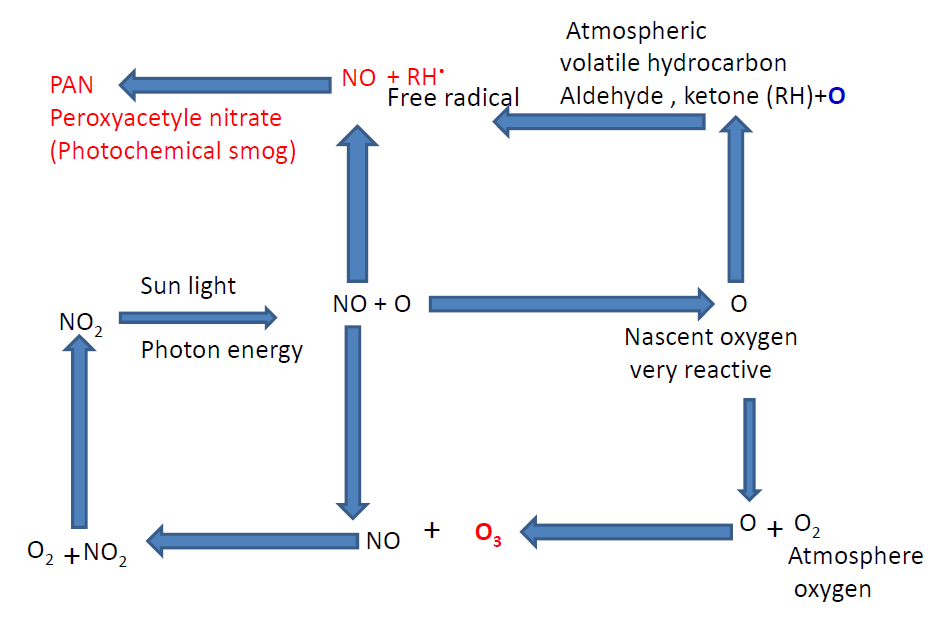 Atmospheric
volatile hydrocarbon
Aldehyde , ketone (RH)+O
NO + RH•
Free radical
PAN
Peroxyacetyle nitrate
(Photochemical smog)
Sun light
NO2
Photon energy
NO + O
O
Nascent oxygen
very reactive
O2 +NO2
NO + O3
O + O2
Atmosphere
oxygen